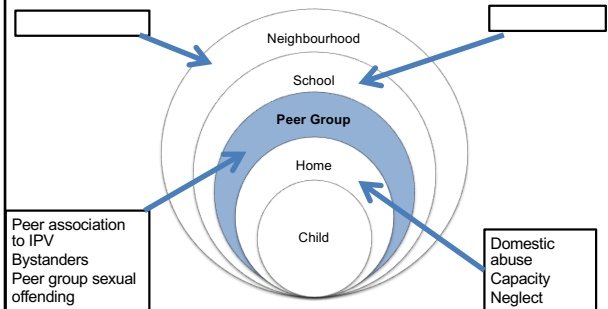 Neighbourhood
School
Peer Group
Home
Child
Peer association
to IPV
Bystanders
Peer group sexual
offending
Domestic
abuse
Capacity
Neglect